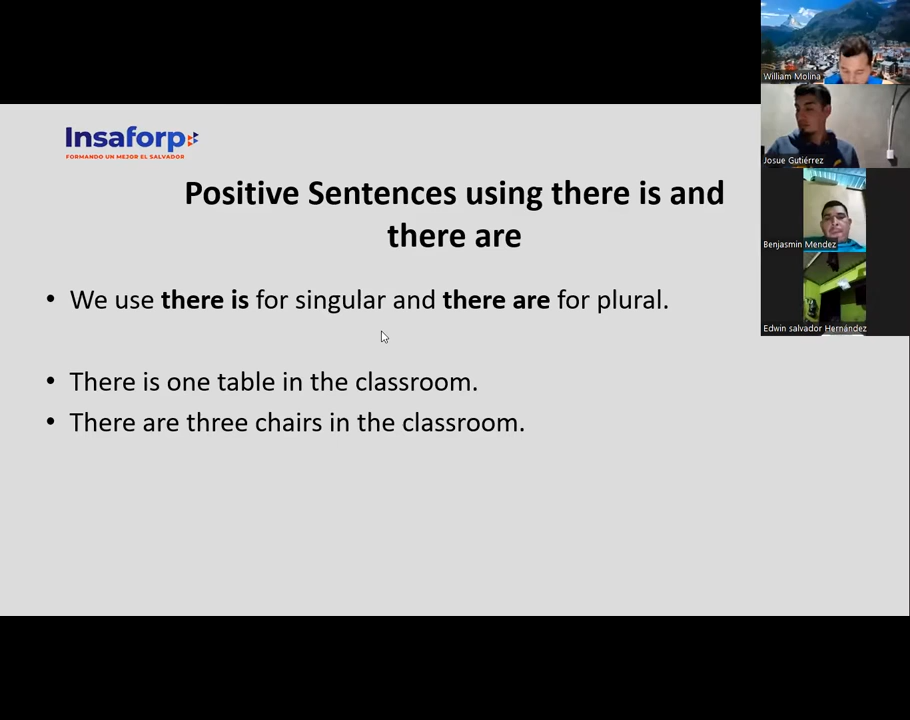 Insaforp
FORMANDO UN MEJOR EL SALVADOR
Positive Sentences using there is and
there are
• We use there is for singular and there are for plural.
• There is one table in the classroom.
• There are three chairs in the classroom.
William Molina
Josue Gutiérrez
Benjasmin Mendez
Edwin salvador Hernández